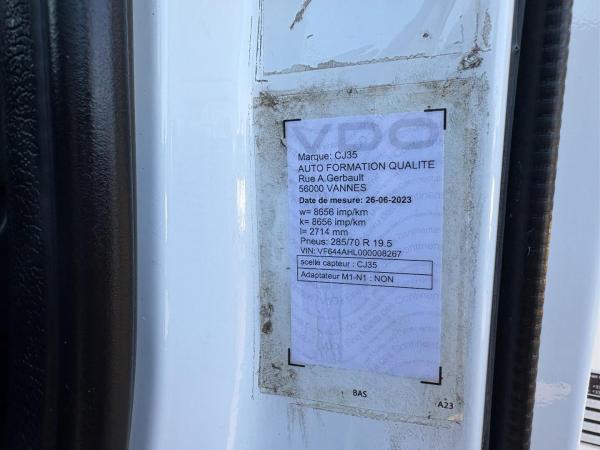 VDO
Marque: CJ35
AUTO FORMATION QUALITE
Rue A.Gerbault
56000 VANNES
Date de mesure: 26-06-2023
w= 8656 imp/km
k= 8656 imp/km
l= 2714 mm
Pneus: 285/70 R 19.5
VIN: VF644AHL000008267
scelle capteur : CJ35
Adaptateur M1-N1 : NON
BAS
A23